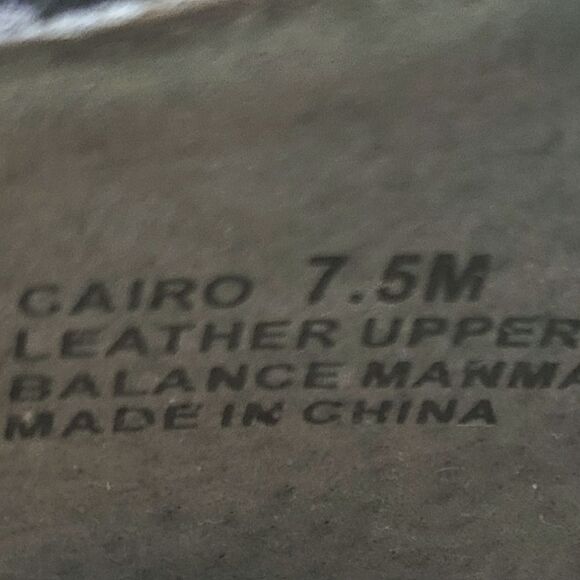 CAIRO 7.5M
LEATHER UPPER
BALANCE MANMA
MADE IN CHINA